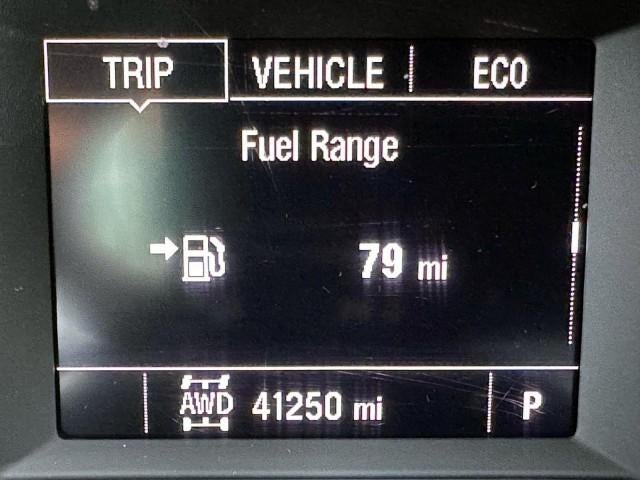 TRIP VEHICLE ECO
Fuel Range
79 mi
AWD 41250 mi P